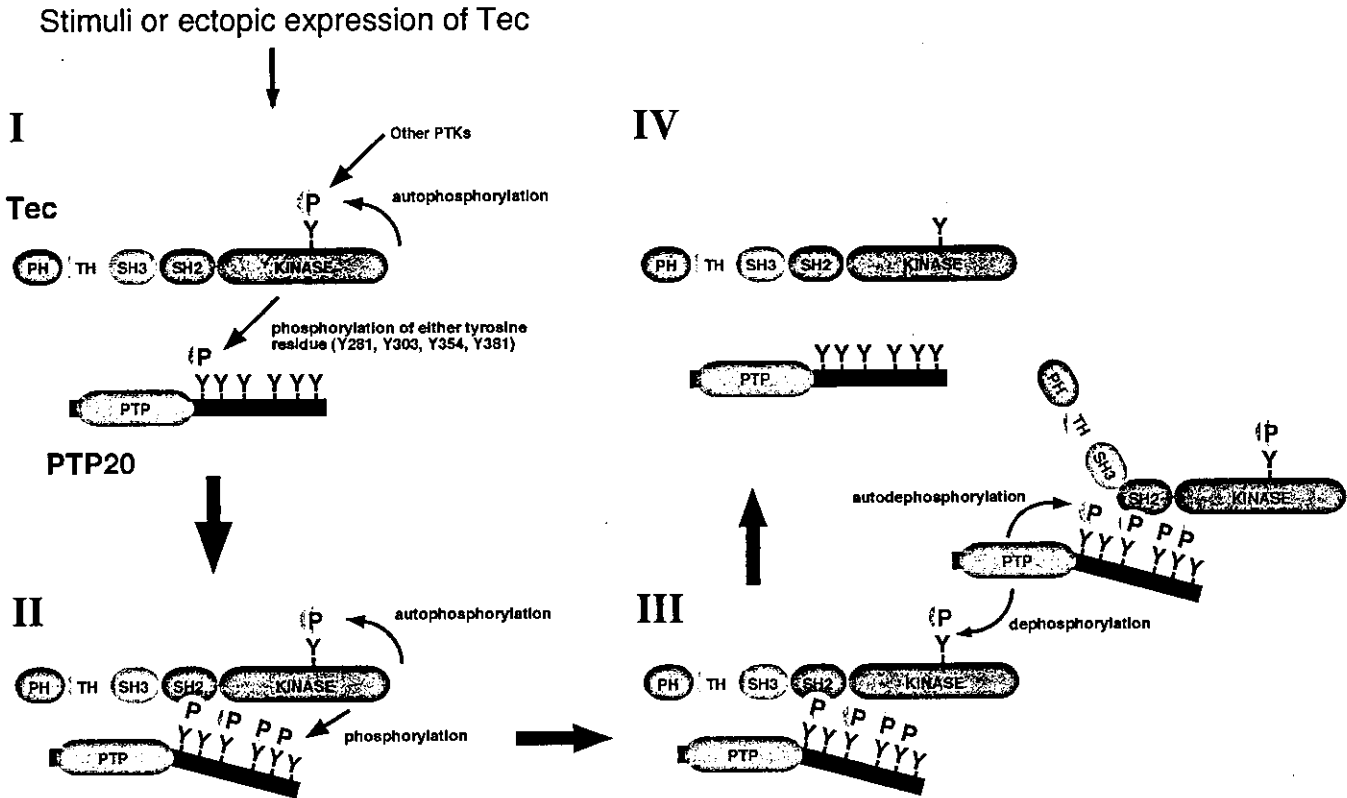 Stimuli or ectopic expression of Tec
I
Other PTKs
P
autophosphorylation
Tec
Y
PH TH SH3 SH2 KINASE
phosphorylation of either tyrosine
residue (Y281, Y303, Y354, Y381)
P
Y Y Y Y Y Y
PTP
PTP20
II
P
autophosphorylation
Y
PH TH SH3 SH2 KINASE
P P P P
phosphorylation
Y Y Y Y Y Y
PTP
III
autodephosphorylation
PH
TH
SH3
SH2 KINASE
P
Y
P P P P
Y Y Y Y Y Y
PTP
P
dephosphorylation
Y
PH TH SH3 SH2 KINASE
P P P P
Y Y Y Y Y Y
PTP
IV
Y
PH TH SH3 SH2 KINASE
Y Y Y Y Y Y
PTP